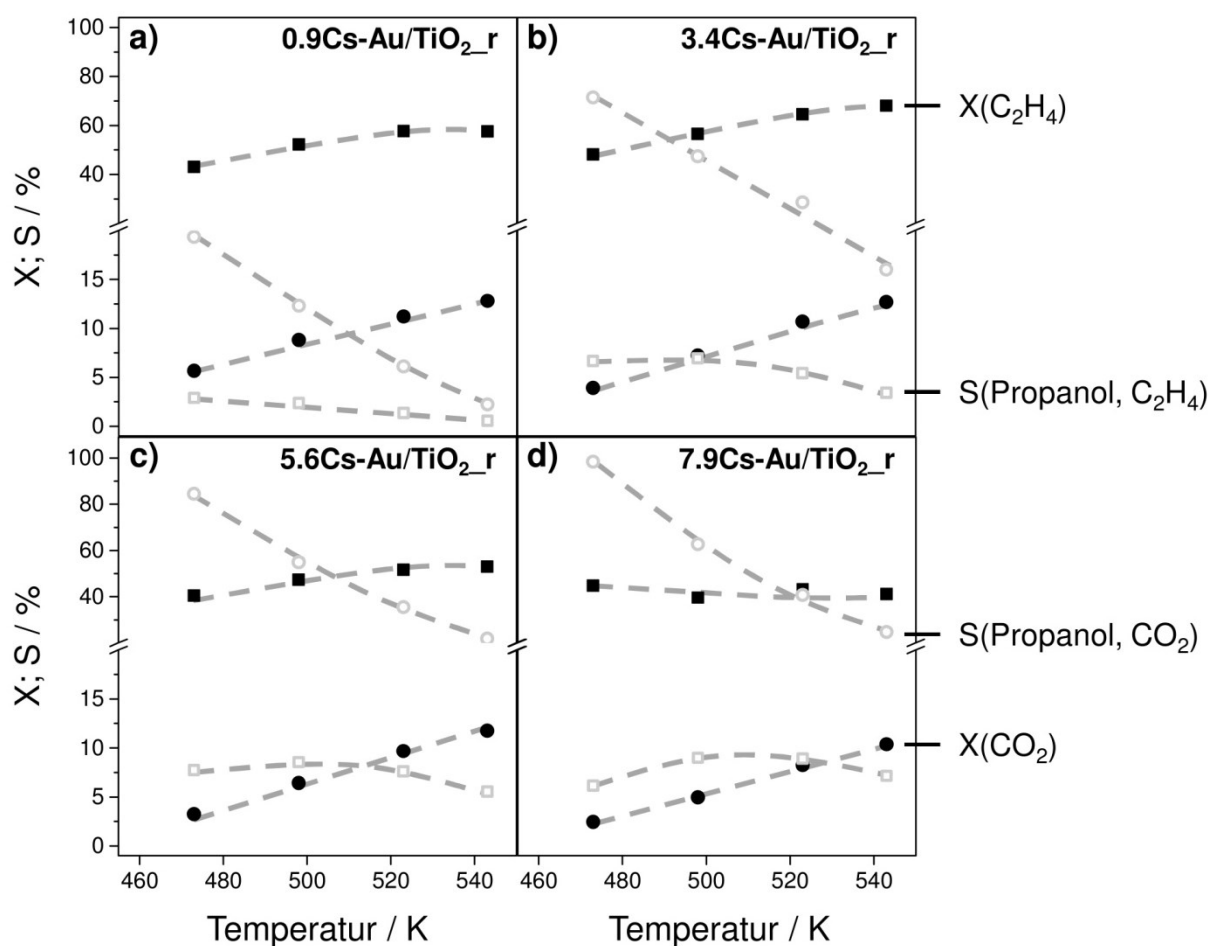 a) 0.9Cs-Au/TiO₂_r
b) 3.4Cs-Au/TiO₂_r
100
80
60
40
15
10
5
0
X; S / %
X(C₂H₄)
S(Propanol, C₂H₄)
c) 5.6Cs-Au/TiO₂_r
d) 7.9Cs-Au/TiO₂_r
100
80
60
40
15
10
5
0
X; S / %
S(Propanol, CO₂)
X(CO₂)
460 480 500 520 540
460 480 500 520 540
Temperatur / K
Temperatur / K